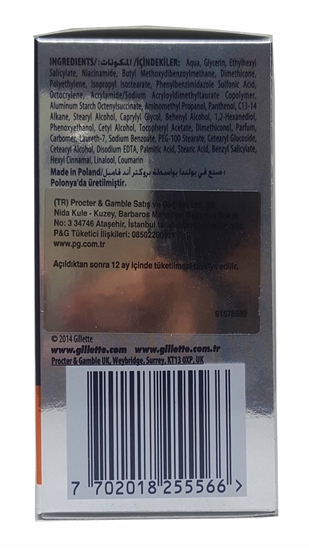 INGREDIENTS/المكونات/İÇİNDEKİLER: Aqua, Glycerin, Ethylhexyl
Salicylate, Niacinamide, Butyl Methoxydibenzoylmethane, Dimethicone,
Polyethylene, Isopropyl Isostearate, Phenylbenzimidazole Sulfonic Acid,
Octocrylene, Acrylamide/Sodium Acryloyldimethyltaurate Copolymer,
Aluminum Starch Octenylsuccinate, Aminomethyl Propanol, Panthenol, C13-14
Alkane, Stearyl Alcohol, Caprylyl Glycol, Behenyl Alcohol, 1,2-Hexanediol,
Phenoxyethanol, Cetyl Alcohol, Tocopheryl Acetate, Dimethiconol, Parfum,
Carbomer, Laureth-7, Sodium Benzoate, PEG-100 Stearate, Cetearyl Glucoside,
Cetearyl Alcohol, Disodium EDTA, Palmitic Acid, Stearic Acid, Benzyl Salicylate,
Hexyl Cinnamal, Linalool, Coumarin
Made in Poland/صنع في بولندا بواسطة بروكتر أند قامبل
Polonya'da üretilmiştir.
(TR) Procter & Gamble Satış
Nida Kule - Kuzey, Barbaros
No: 3 34746 Ataşehir, İstanbul
P&G Tüketici İlişkileri:
www.pg.com.tr
Açıldıktan sonra 12 ay içinde tüketilmesi tavsiye edilir.
© 2014 Gillette
www.gillette.com www.gillette.com.tr
Procter & Gamble UK, Weybridge, Surrey, KT13 0XP, UK
7 702018 255566 >